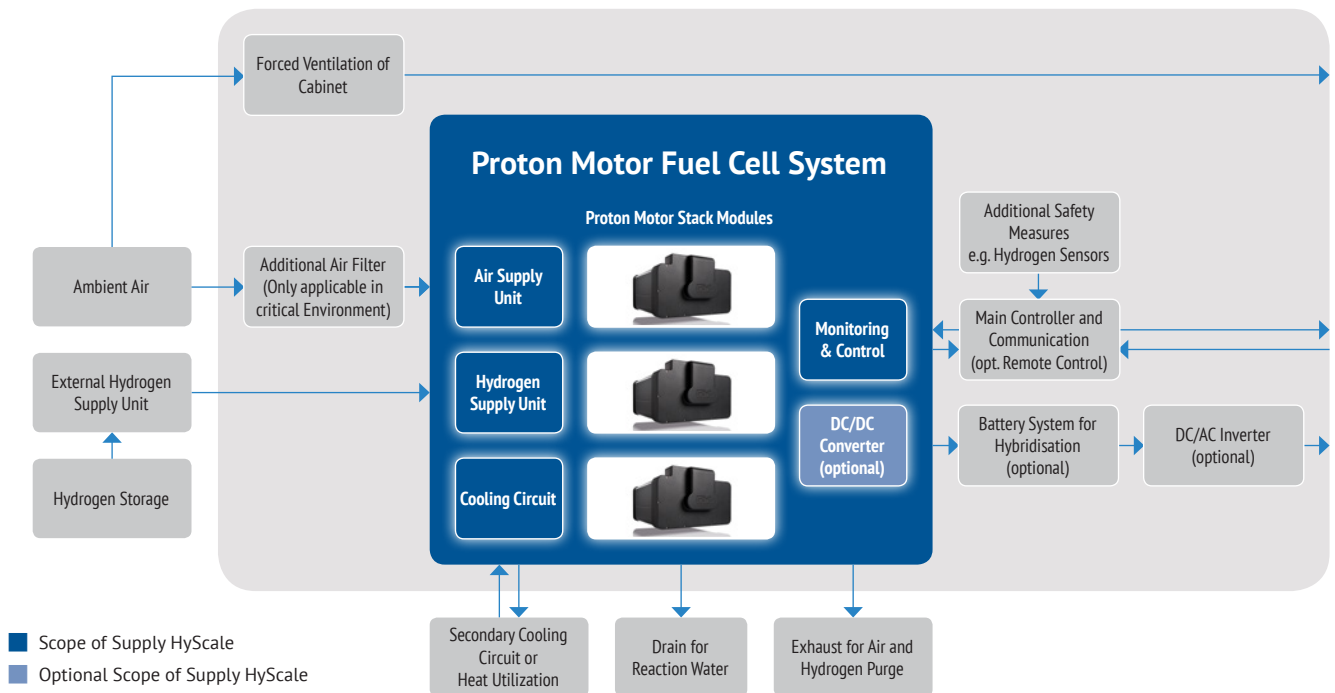 Forced Ventilation of
Cabinet
Proton Motor Fuel Cell System
Proton Motor Stack Modules
Ambient Air
Additional Air Filter
(Only applicable in
critical Environment)
Air Supply
Unit
Additional Safety
Measures
e.g. Hydrogen Sensors
Monitoring
& Control
Main Controller and
Communication
(opt. Remote Control)
External Hydrogen
Supply Unit
Hydrogen
Supply Unit
DC/DC
Converter
(optional)
Battery System for
Hybridisation
(optional)
DC/AC Inverter
(optional)
Hydrogen Storage
Cooling Circuit
Secondary Cooling
Circuit or
Heat Utilization
Drain for
Reaction Water
Exhaust for Air and
Hydrogen Purge
Scope of Supply HyScale
Optional Scope of Supply HyScale